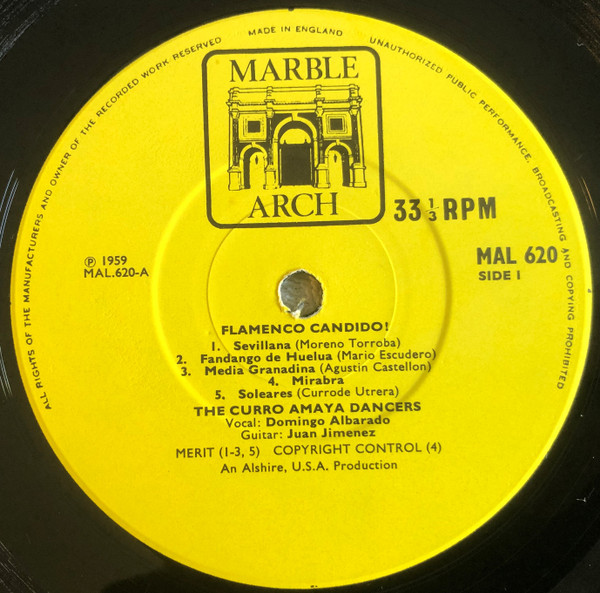 ALL RIGHTS OF THE MANUFACTURERS AND OWNER OF THE RECORDED WORK RESERVED
MADE IN ENGLAND
UNAUTHORIZED PUBLIC PERFORMANCE, BROADCASTING AND COPYING PROHIBITED
MARBLE
ARCH
33 1/3 RPM
℗ 1959
MAL.620-A
MAL 620
SIDE I
FLAMENCO CANDIDO!
1. Sevillana (Moreno Torroba)
2. Fandango de Huelua (Mario Escudero)
3. Media Granadina (Agustin Castellon)
4. Mirabra
5. Soleares (Currode Utrera)
THE CURRO AMAYA DANCERS
Vocal: Domingo Albarado
Guitar: Juan Jimenez
MERIT (1-3, 5) COPYRIGHT CONTROL (4)
An Alshire, U.S.A. Production